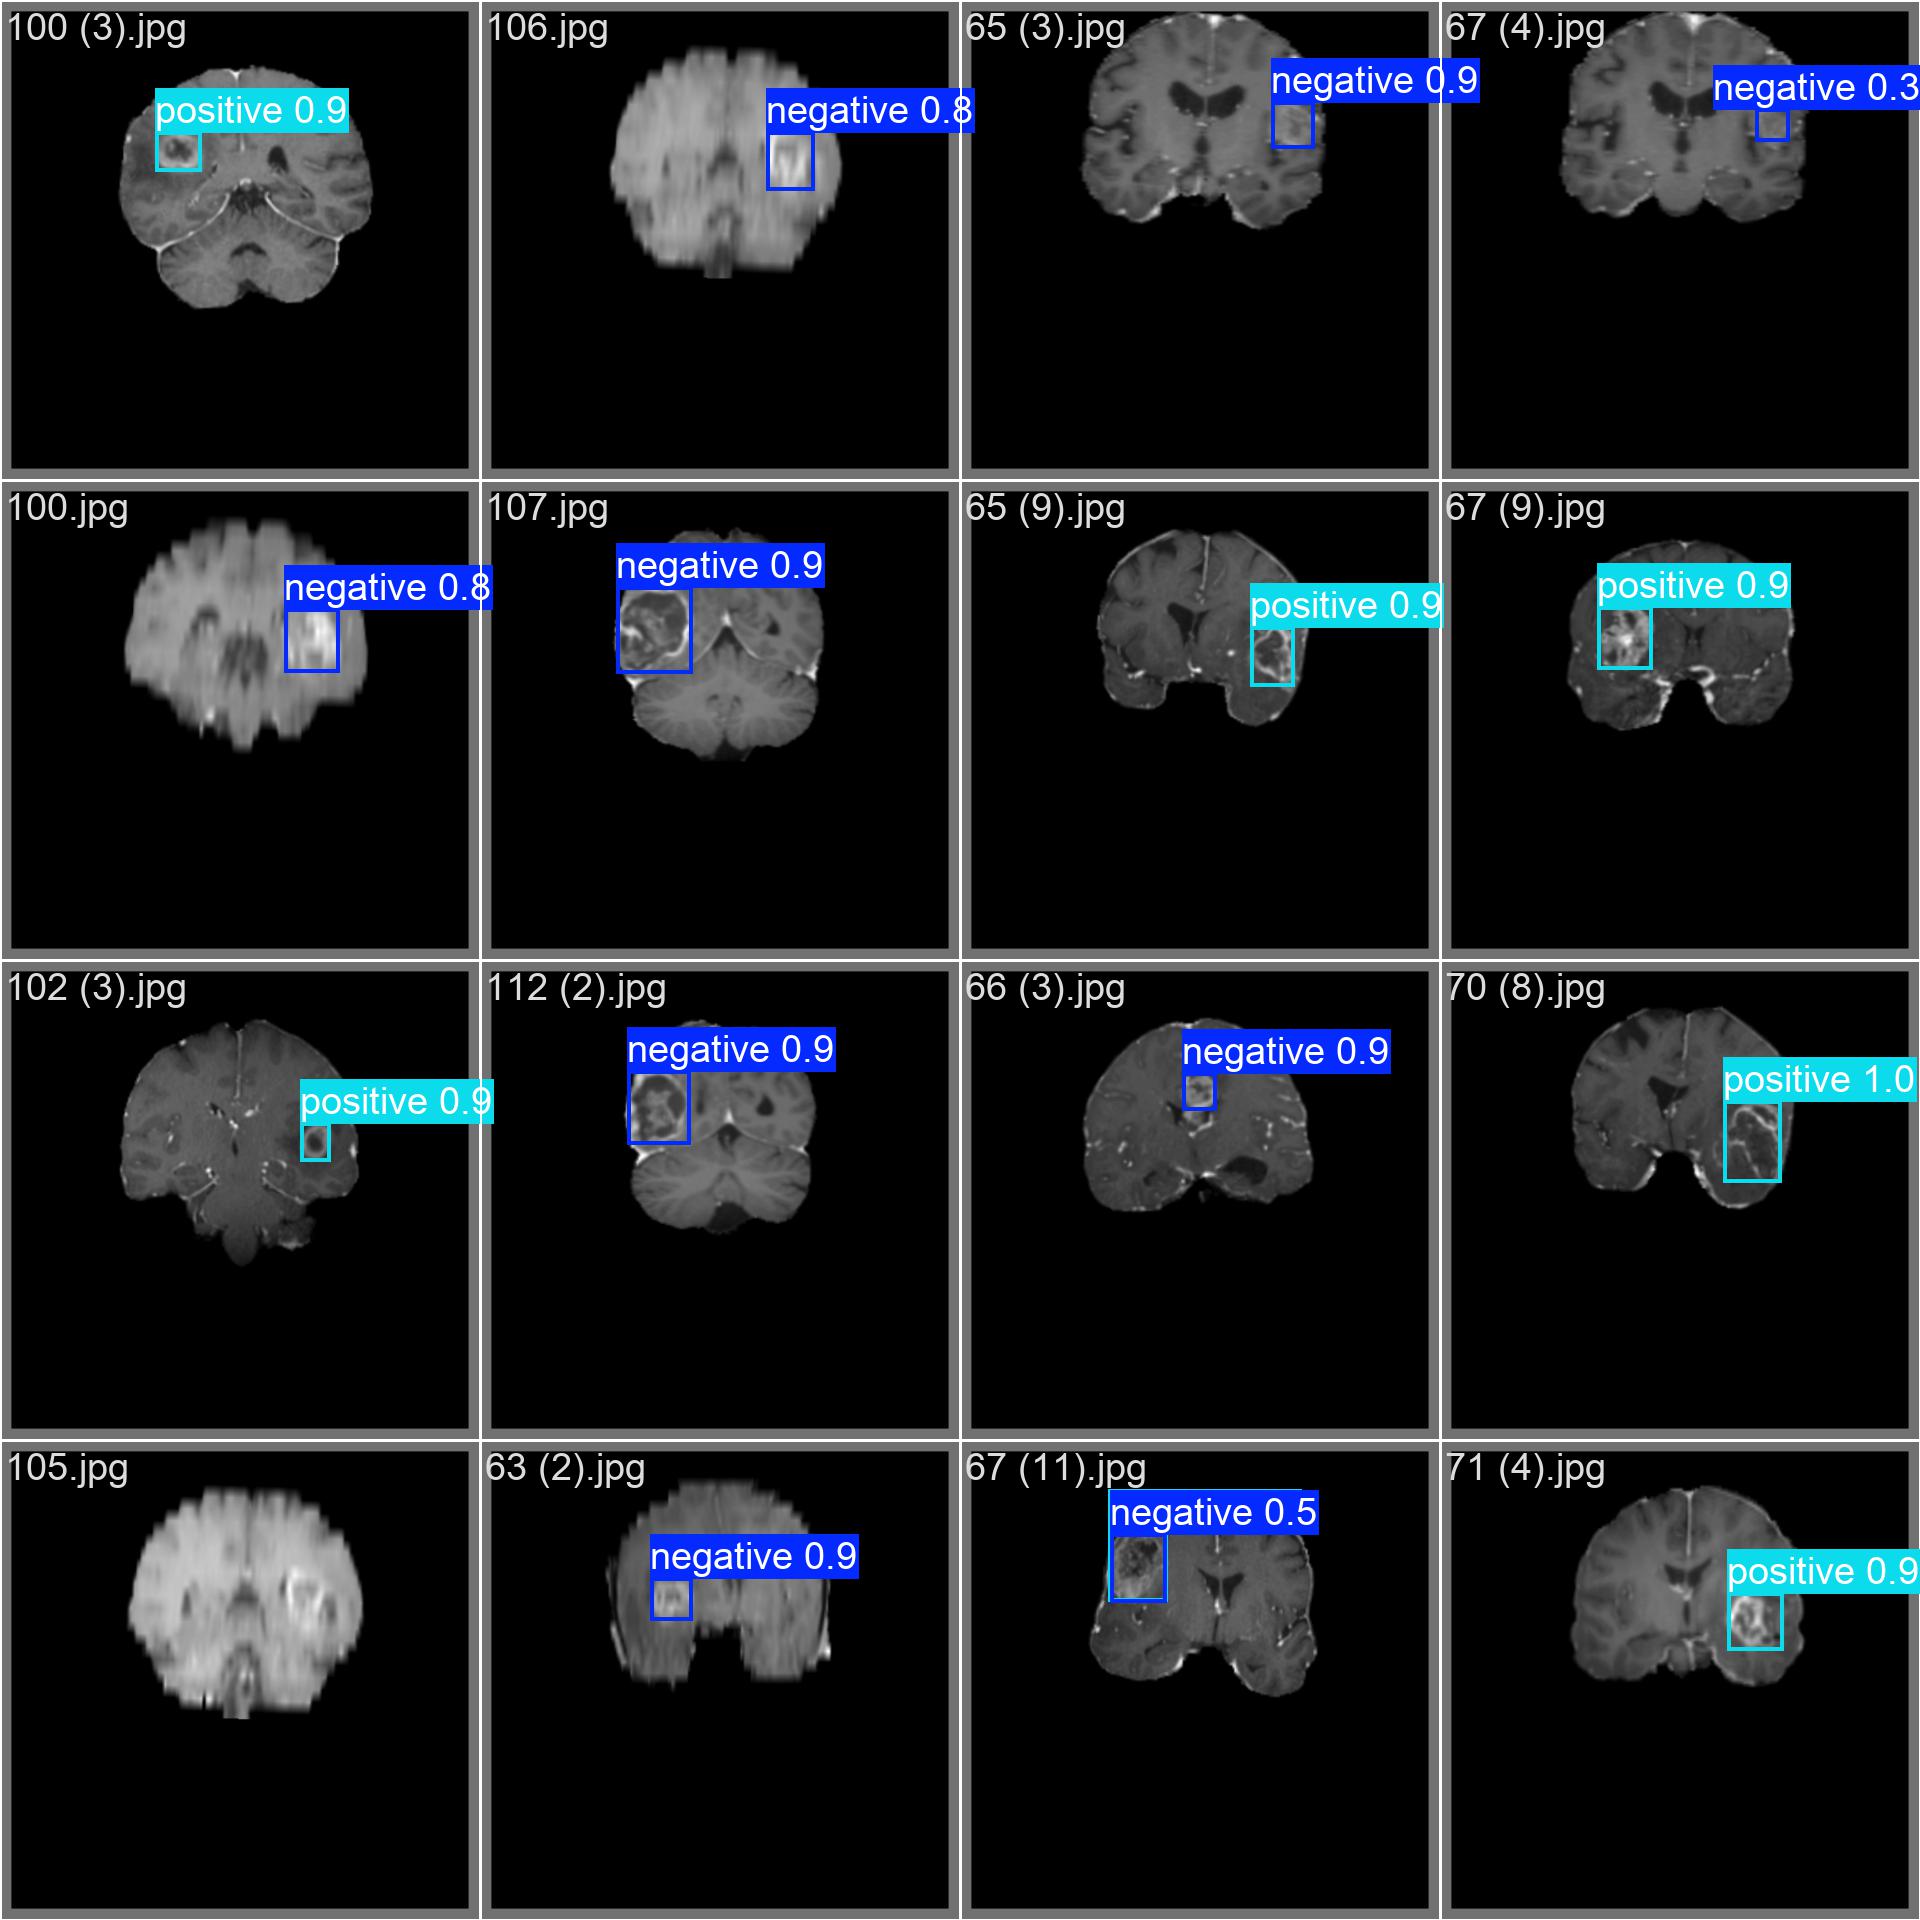 100 (3).jpg
positive 0.9
106.jpg
negative 0.8
65 (3).jpg
negative 0.9
67 (4).jpg
negative 0.3
100.jpg
negative 0.8
107.jpg
negative 0.9
65 (9).jpg
positive 0.9
67 (9).jpg
positive 0.9
102 (3).jpg
positive 0.9
112 (2).jpg
negative 0.9
66 (3).jpg
negative 0.9
70 (8).jpg
positive 1.0
105.jpg
63 (2).jpg
negative 0.9
67 (11).jpg
negative 0.5
71 (4).jpg
positive 0.9